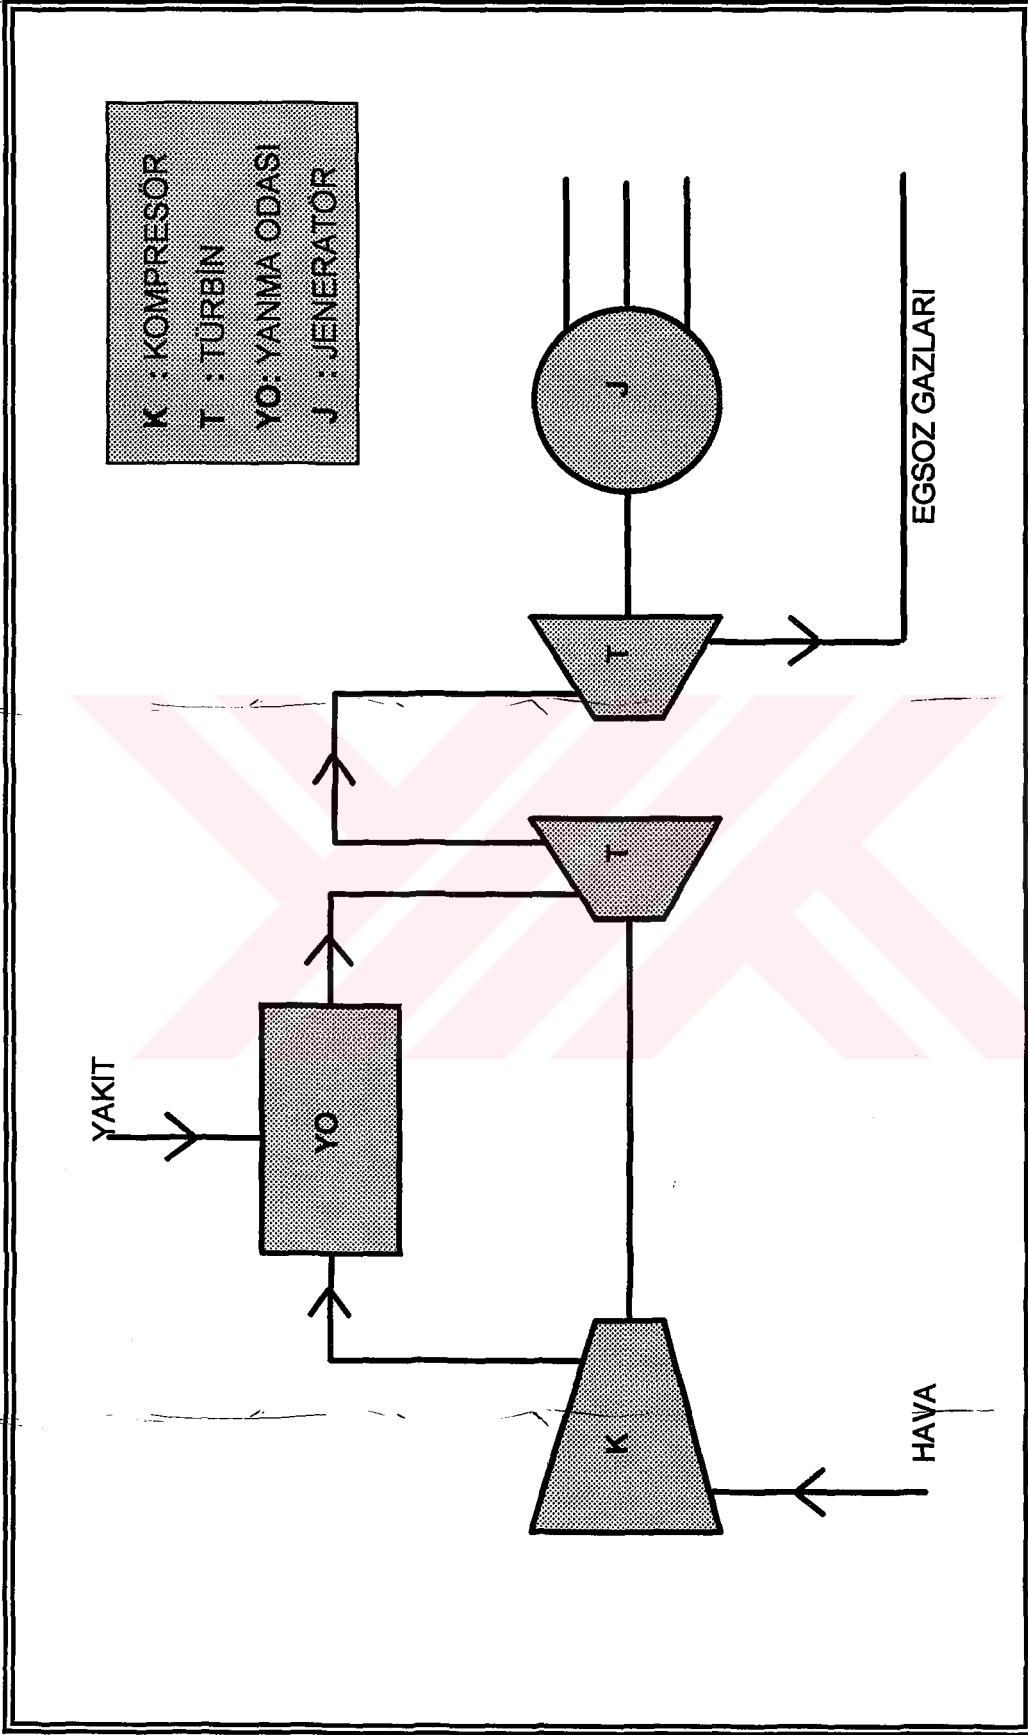 K : KOMPRESÖR
T : TÜRBİN
YO: YANMA ODASI
J : JENERATÖR
YAKIT
YO
T
T
J
K
HAVA
EGSOZ GAZLARI